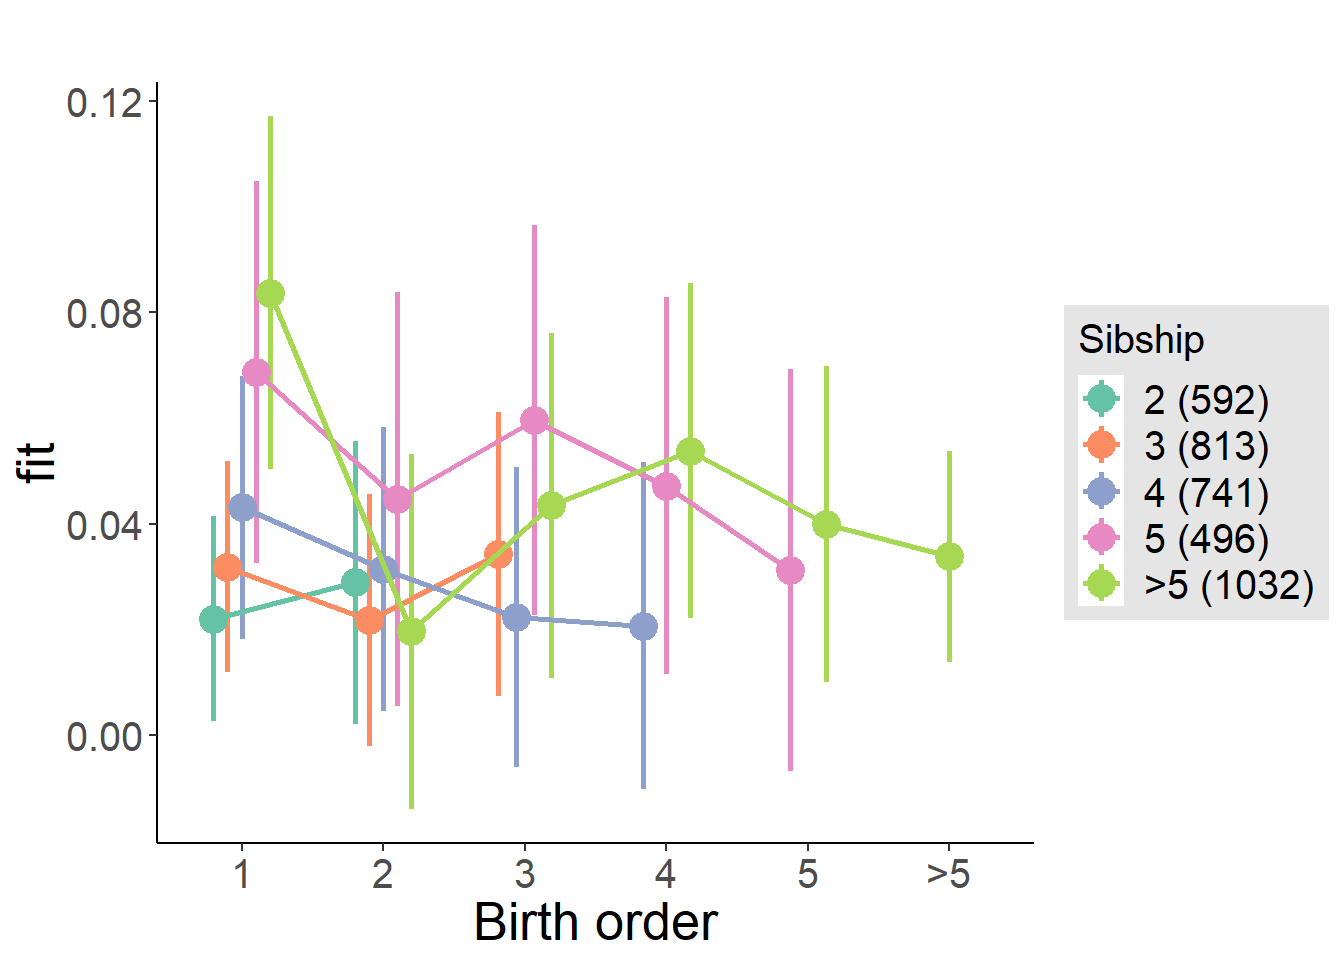 0.12
0.08
0.04
0.00
fit
1 2 3 4 5 >5
Birth order
Sibship
2 (592)
3 (813)
4 (741)
5 (496)
>5 (1032)